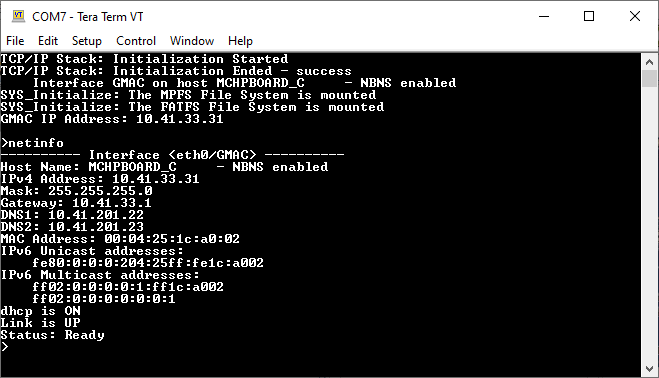 COM7 - Tera Term VT
File Edit Setup Control Window Help
TCP/IP Stack: Initialization Started
TCP/IP Stack: Initialization Ended - success
    Interface GMAC on host MCHPBOARD_C     - NBNS enabled
SYS_Initialize: The MPFS File System is mounted
SYS_Initialize: The FATFS File System is mounted
GMAC IP Address: 10.41.33.31
>netinfo
---------- Interface <eth0/GMAC> ----------
Host Name: MCHPBOARD_C     - NBNS enabled
IPv4 Address: 10.41.33.31
Mask: 255.255.255.0
Gateway: 10.41.33.1
DNS1: 10.41.201.22
DNS2: 10.41.201.23
MAC Address: 00:04:25:1c:a0:02
IPv6 Unicast addresses:
    fe80:0:0:0:204:25ff:fe1c:a002
IPv6 Multicast addresses:
    ff02:0:0:0:0:1:ff1c:a002
    ff02:0:0:0:0:0:0:1
dhcp is ON
Link is UP
Status: Ready
>